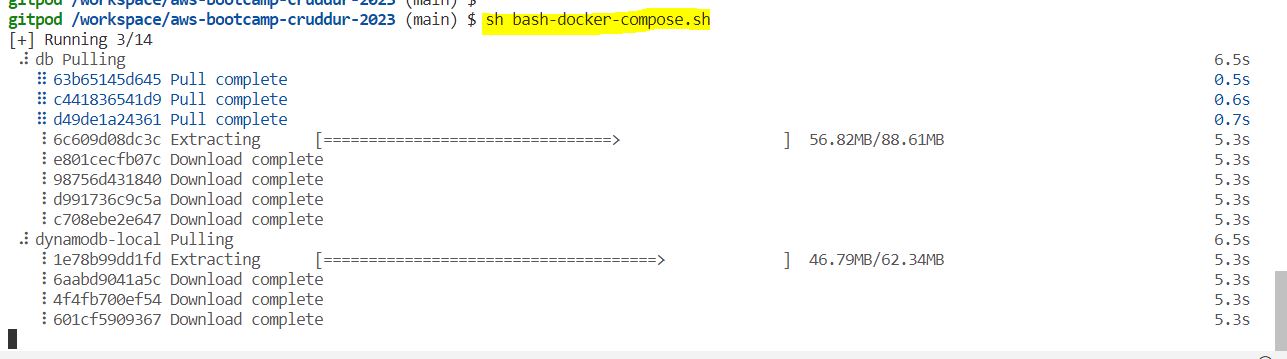 gitpod /workspace/aws-bootcamp-cruddur-2023 (main) $
gitpod /workspace/aws-bootcamp-cruddur-2023 (main) $ sh bash-docker-compose.sh
[+] Running 3/14
⠼ db Pulling 6.5s
⠿ 63b65145d645 Pull complete 0.5s
⠿ c441836541d9 Pull complete 0.6s
⠿ d49de1a24361 Pull complete 0.7s
⠸ 6c609d08dc3c Extracting [================================> ] 56.82MB/88.61MB 5.3s
⠸ e801cecfb07c Download complete 5.3s
⠸ 98756d431840 Download complete 5.3s
⠸ d991736c9c5a Download complete 5.3s
⠸ c708ebe2e647 Download complete 5.3s
⠼ dynamodb-local Pulling 6.5s
⠸ 1e78b99dd1fd Extracting [=====================================> ] 46.79MB/62.34MB 5.3s
⠸ 6aabd9041a5c Download complete 5.3s
⠸ 4f4fb700ef54 Download complete 5.3s
⠸ 601cf5909367 Download complete 5.3s